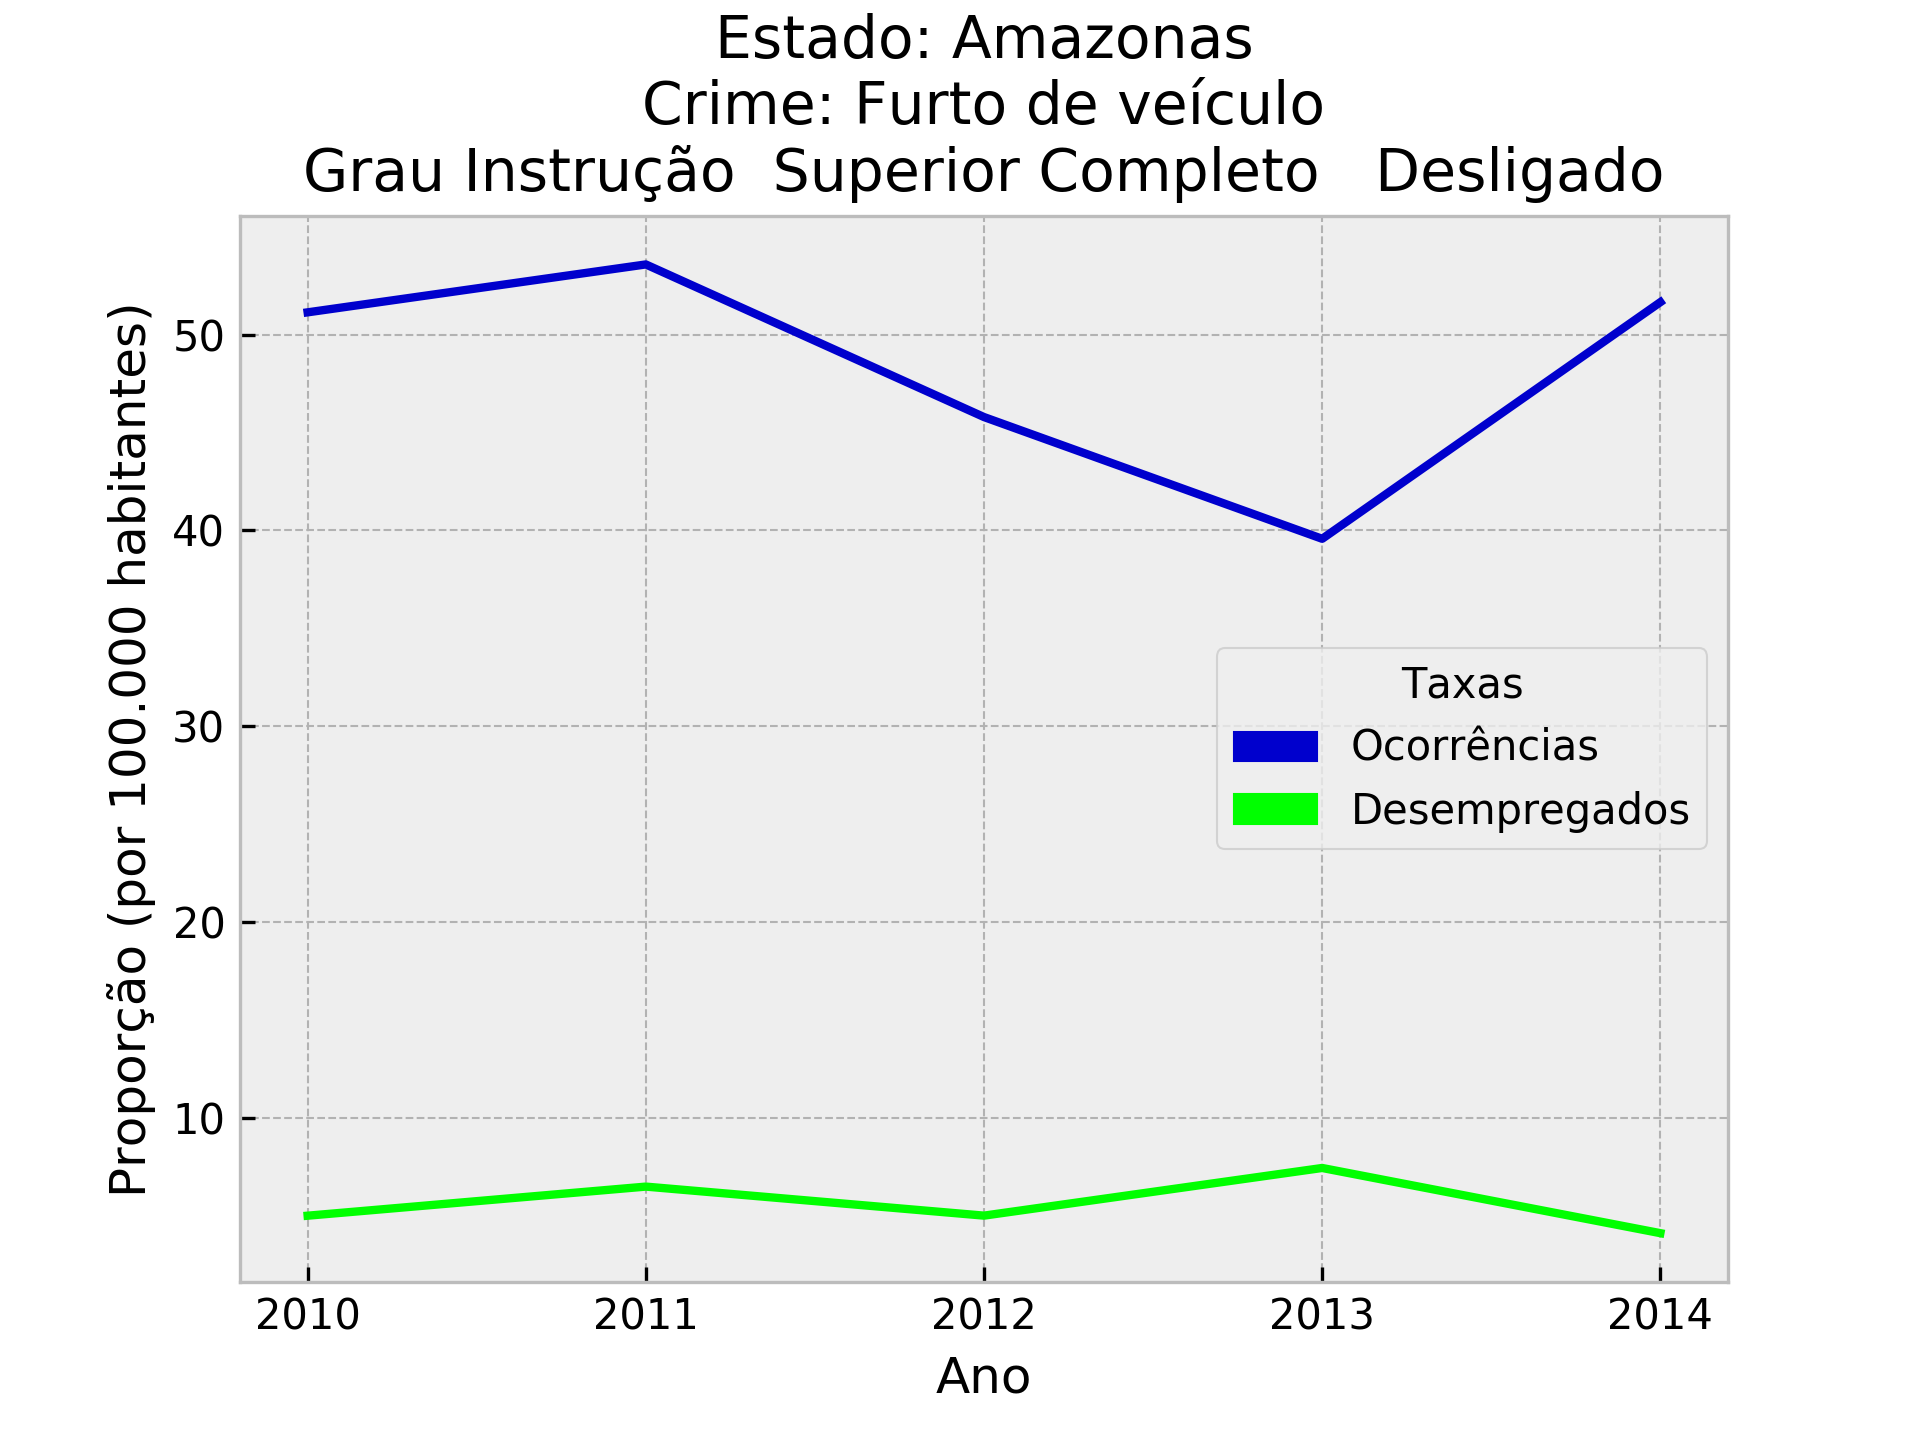 Estado: Amazonas
Crime: Furto de veículo
Grau Instrução  Superior Completo   Desligado
Proporção (por 100.000 habitantes)
50
40
30
20
10
Taxas
Ocorrências
Desempregados
2010 2011 2012 2013 2014
Ano